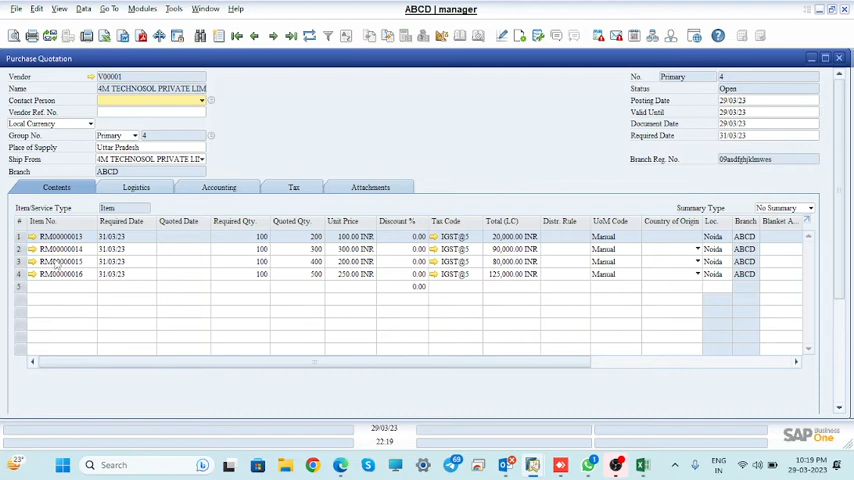 ABCD | manager
File Edit View Data Go To Modules Tools Window Help
Purchase Quotation
Vendor V00001
Name 4M TECHNOSOL PRIVATE LIM
Contact Person
Vendor Ref. No.
Local Currency
Group No. Primary 4
Place of Supply Uttar Pradesh
Ship From 4M TECHNOSOL PRIVATE LIN
Branch ABCD
No. Primary 4
Status Open
Posting Date 29/03/23
Valid Until 29/03/23
Document Date 29/03/23
Required Date 31/03/23
Branch Reg. No. 09asdfghjklmwes
Contents Logistics Accounting Tax Attachments
Item/Service Type Item Summary Type No Summary
# Item No. Required Date Quoted Date Required Qty. Quoted Qty. Unit Price Discount % Tax Code Total (LC) Distr. Rule UoM Code Country of Origin Loc. Branch Blanket A...
1 RM00000013 31/03/23 100 200 100.00 INR 0.00 IGST@5 20,000.00 INR Manual Noida ABCD
2 RM00000014 31/03/23 100 300 300.00 INR 0.00 IGST@5 90,000.00 INR Manual Noida ABCD
3 RM00000015 31/03/23 100 400 200.00 INR 0.00 IGST@5 80,000.00 INR Manual Noida ABCD
4 RM00000016 31/03/23 100 500 250.00 INR 0.00 IGST@5 125,000.00 INR Manual Noida ABCD
5 0.00
29/03/23
22:19
SAP Business One
23°
Search
69
1
ENG
IN
10:19 PM
29-03-2023